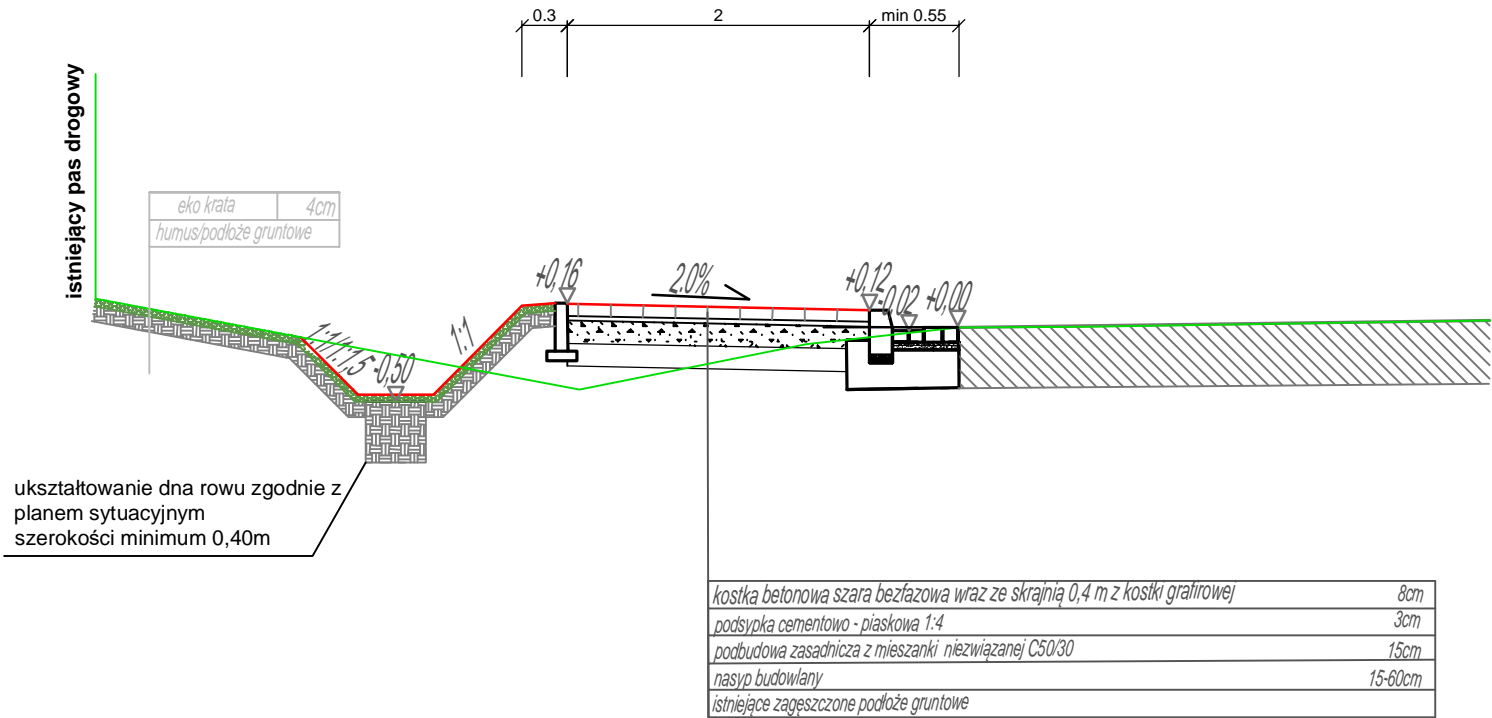 0.3
2
min 0.55
istniejący pas drogowy
eko krata 4cm
humus/podłoże gruntowe
+0,16
2.0%
+0,12
-0,02
+0,00
1:1/1:1,5
-0,50
1:1
ukształtowanie dna rowu zgodnie z
planem sytuacyjnym
szerokości minimum 0,40m
kostka betonowa szara bezfazowa wraz ze skrajnią 0,4 m z kostki grafirowej 8cm
podsypka cementowo - piaskowa 1:4 3cm
podbudowa zasadnicza z mieszanki niezwiązanej C50/30 15cm
nasyp budowlany 15-60cm
istniejące zagęszczone podłoże gruntowe